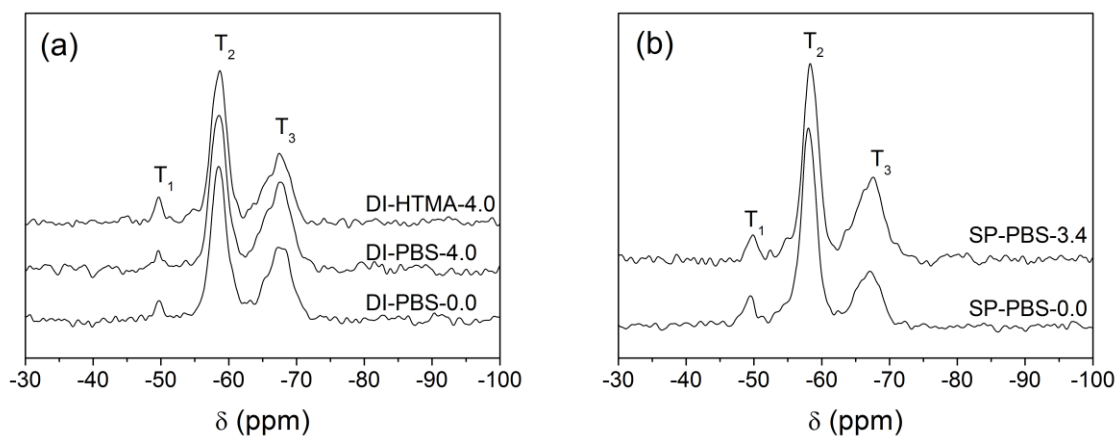 (a)
T₂
T₃
T₁
DI-HTMA-4.0
DI-PBS-4.0
DI-PBS-0.0
-30 -40 -50 -60 -70 -80 -90 -100
δ (ppm)
(b)
T₂
T₃
T₁
SP-PBS-3.4
SP-PBS-0.0
-30 -40 -50 -60 -70 -80 -90 -100
δ (ppm)